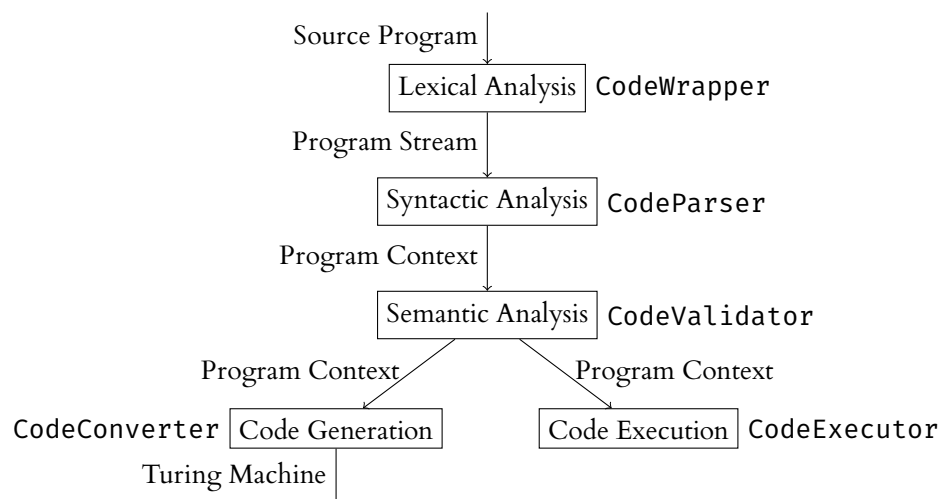 Source Program
Lexical Analysis CodeWrapper
Program Stream
Syntactic Analysis CodeParser
Program Context
Semantic Analysis CodeValidator
Program Context Program Context
CodeConverter Code Generation Code Execution CodeExecutor
Turing Machine